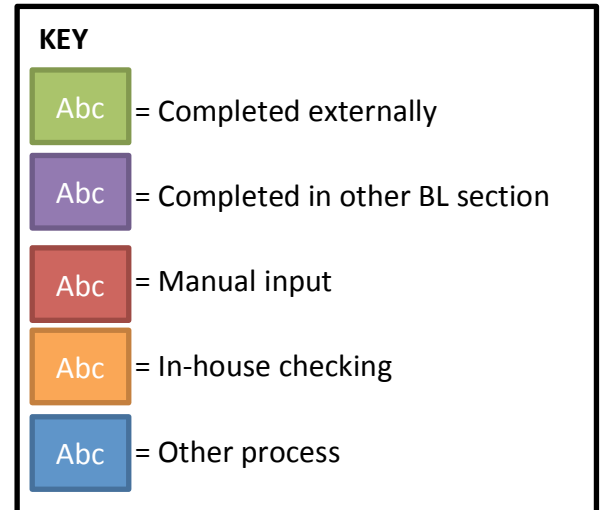 KEY
Abc = Completed externally
Abc = Completed in other BL section
Abc = Manual input
Abc = In-house checking
Abc = Other process